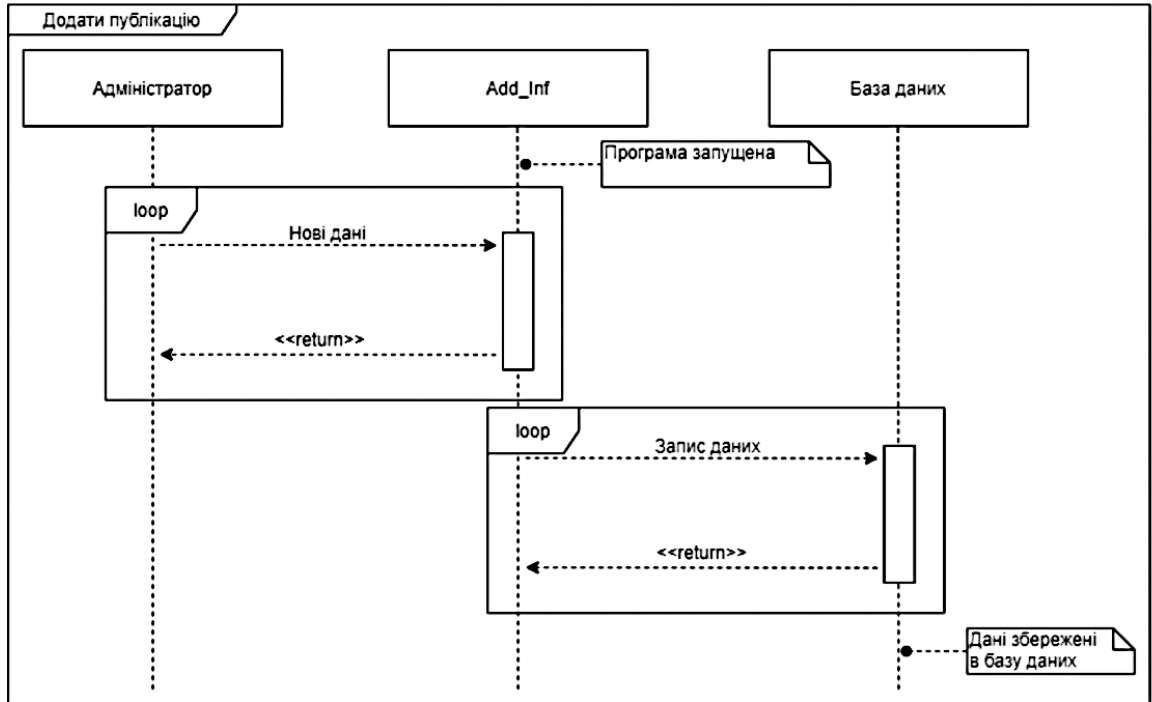 Додати публікацію
Адміністратор
Add_Inf
База даних
Програма запущена
loop
Нові дані
<<return>>
loop
Запис даних
<<return>>
Дані збережені
в базу даних